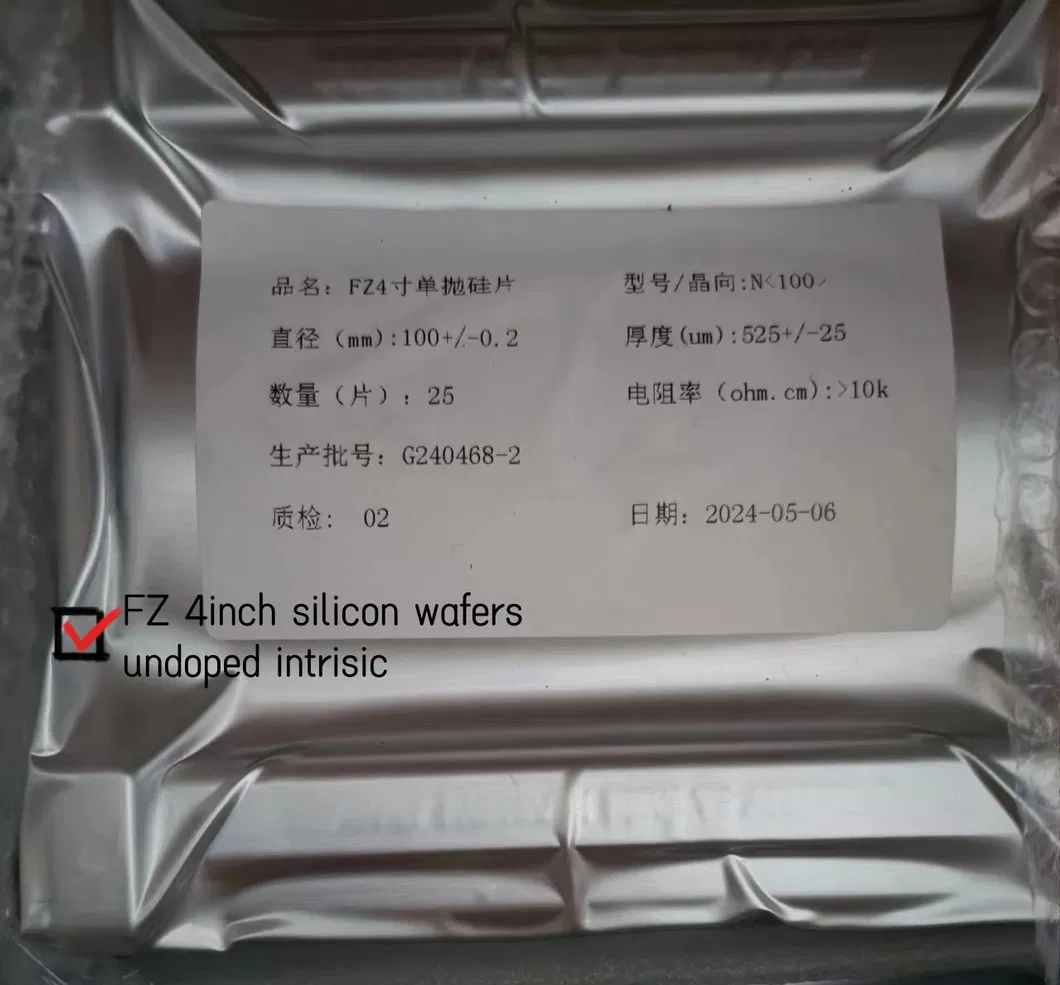 品名: FZ4寸单抛硅片
型号/晶向:N<100>
直径 (mm):100+/-0.2
厚度(um):525+/-25
数量 (片) : 25
电阻率 (ohm.cm):>10k
生产批号: G240468-2
质检: 02
日期: 2024-05-06
FZ 4inch silicon wafers
undoped intrisic